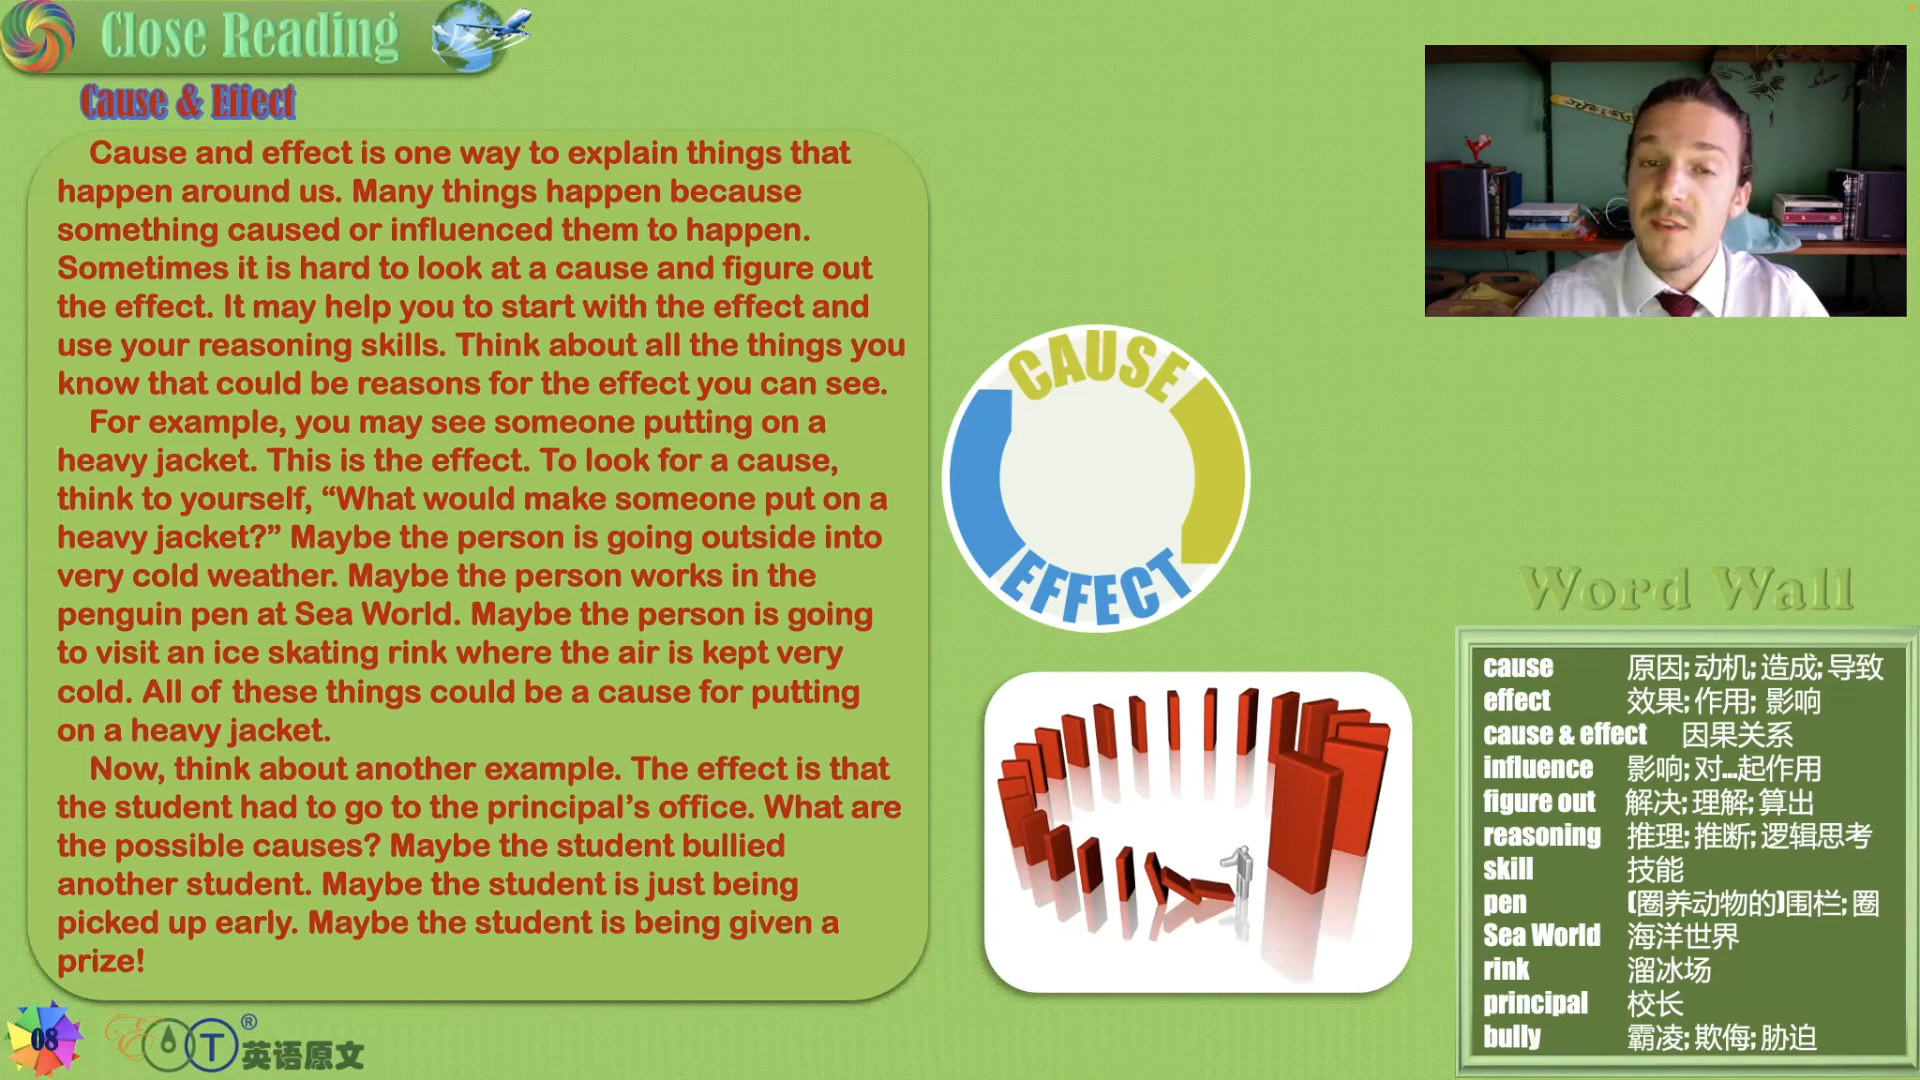 Close Reading
Cause & Effect
Cause and effect is one way to explain things that
happen around us. Many things happen because
something caused or influenced them to happen.
Sometimes it is hard to look at a cause and figure out
the effect. It may help you to start with the effect and
use your reasoning skills. Think about all the things you
know that could be reasons for the effect you can see.
For example, you may see someone putting on a
heavy jacket. This is the effect. To look for a cause,
think to yourself, “What would make someone put on a
heavy jacket?” Maybe the person is going outside into
very cold weather. Maybe the person works in the
penguin pen at Sea World. Maybe the person is going
to visit an ice skating rink where the air is kept very
cold. All of these things could be a cause for putting
on a heavy jacket.
Now, think about another example. The effect is that
the student had to go to the principal’s office. What are
the possible causes? Maybe the student bullied
another student. Maybe the student is just being
picked up early. Maybe the student is being given a
prize!
CAUSE
EFFECT
Word Wall
cause 原因; 动机; 造成; 导致
effect 效果; 作用; 影响
cause & effect 因果关系
influence 影响; 对...起作用
figure out 解决; 理解; 算出
reasoning 推理; 推断; 逻辑思考
skill 技能
pen (圈养动物的)围栏; 圈
Sea World 海洋世界
rink 溜冰场
principal 校长
bully 霸凌; 欺侮; 胁迫
08
T® 英语原文